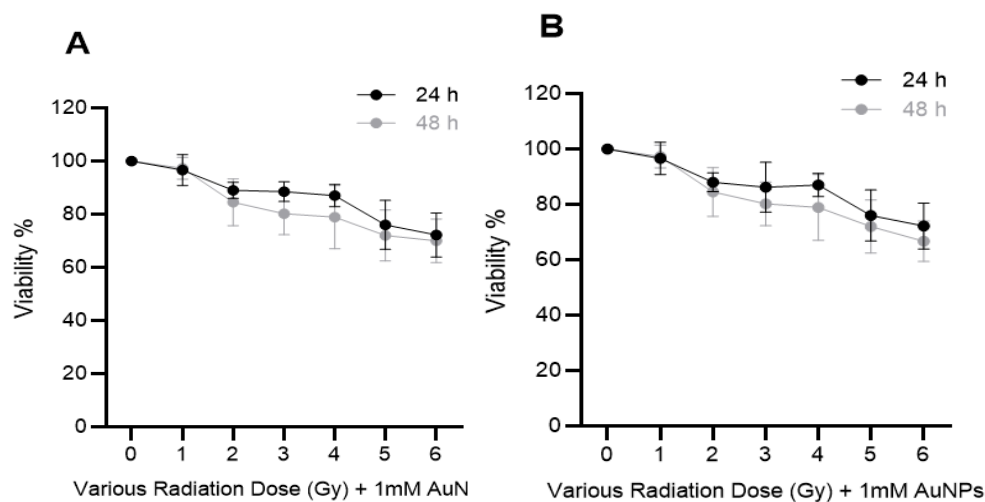 A
24 h
48 h
120
100
80
60
40
20
0
Viability %
0 1 2 3 4 5 6
Various Radiation Dose (Gy) + 1mM AuN
B
24 h
48 h
120
100
80
60
40
20
0
Viability %
0 1 2 3 4 5 6
Various Radiation Dose (Gy) + 1mM AuNPs